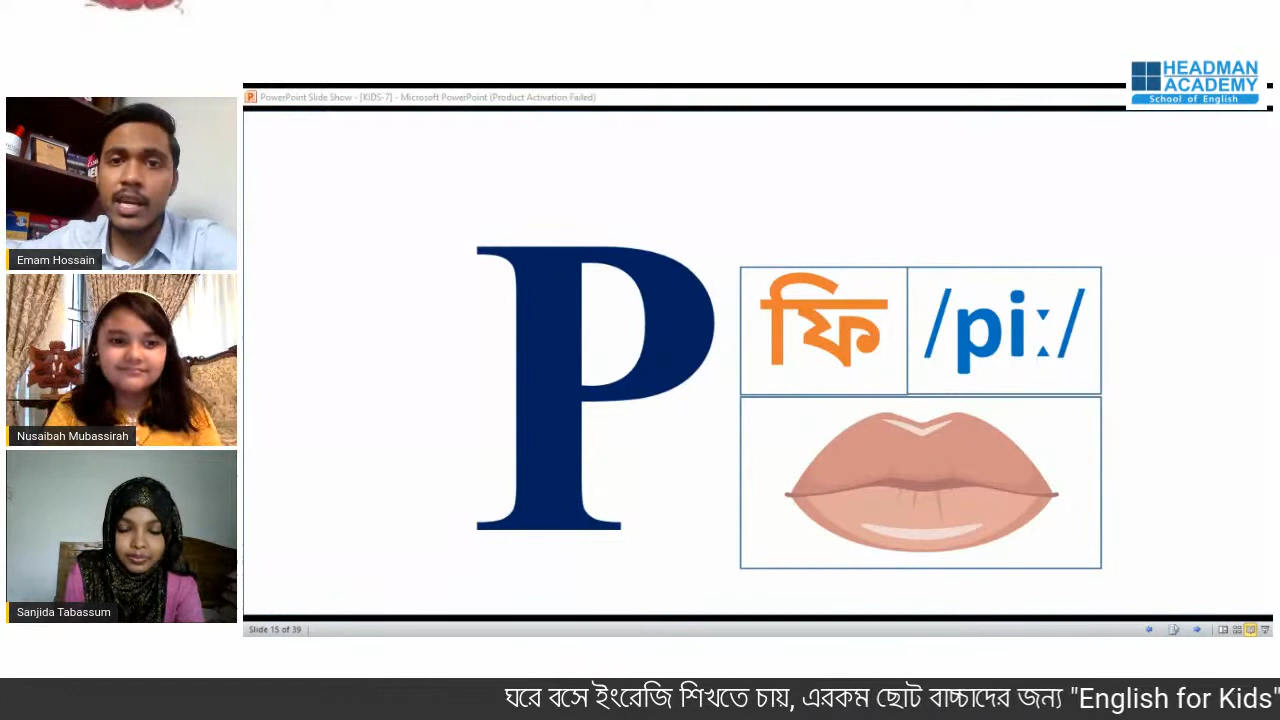 HEADMAN
ACADEMY
School of English
PowerPoint Slide Show - [KIDS-7] - Microsoft PowerPoint (Product Activation Failed)
Emam Hossain
P
ফি
/piː/
Nusaibah Mubassirah
Sanjida Tabassum
Slide 15 of 39
ঘরে বসে ইংরেজি শিখতে চায়, এরকম ছোট বাচ্চাদের জন্য "English for Kids"